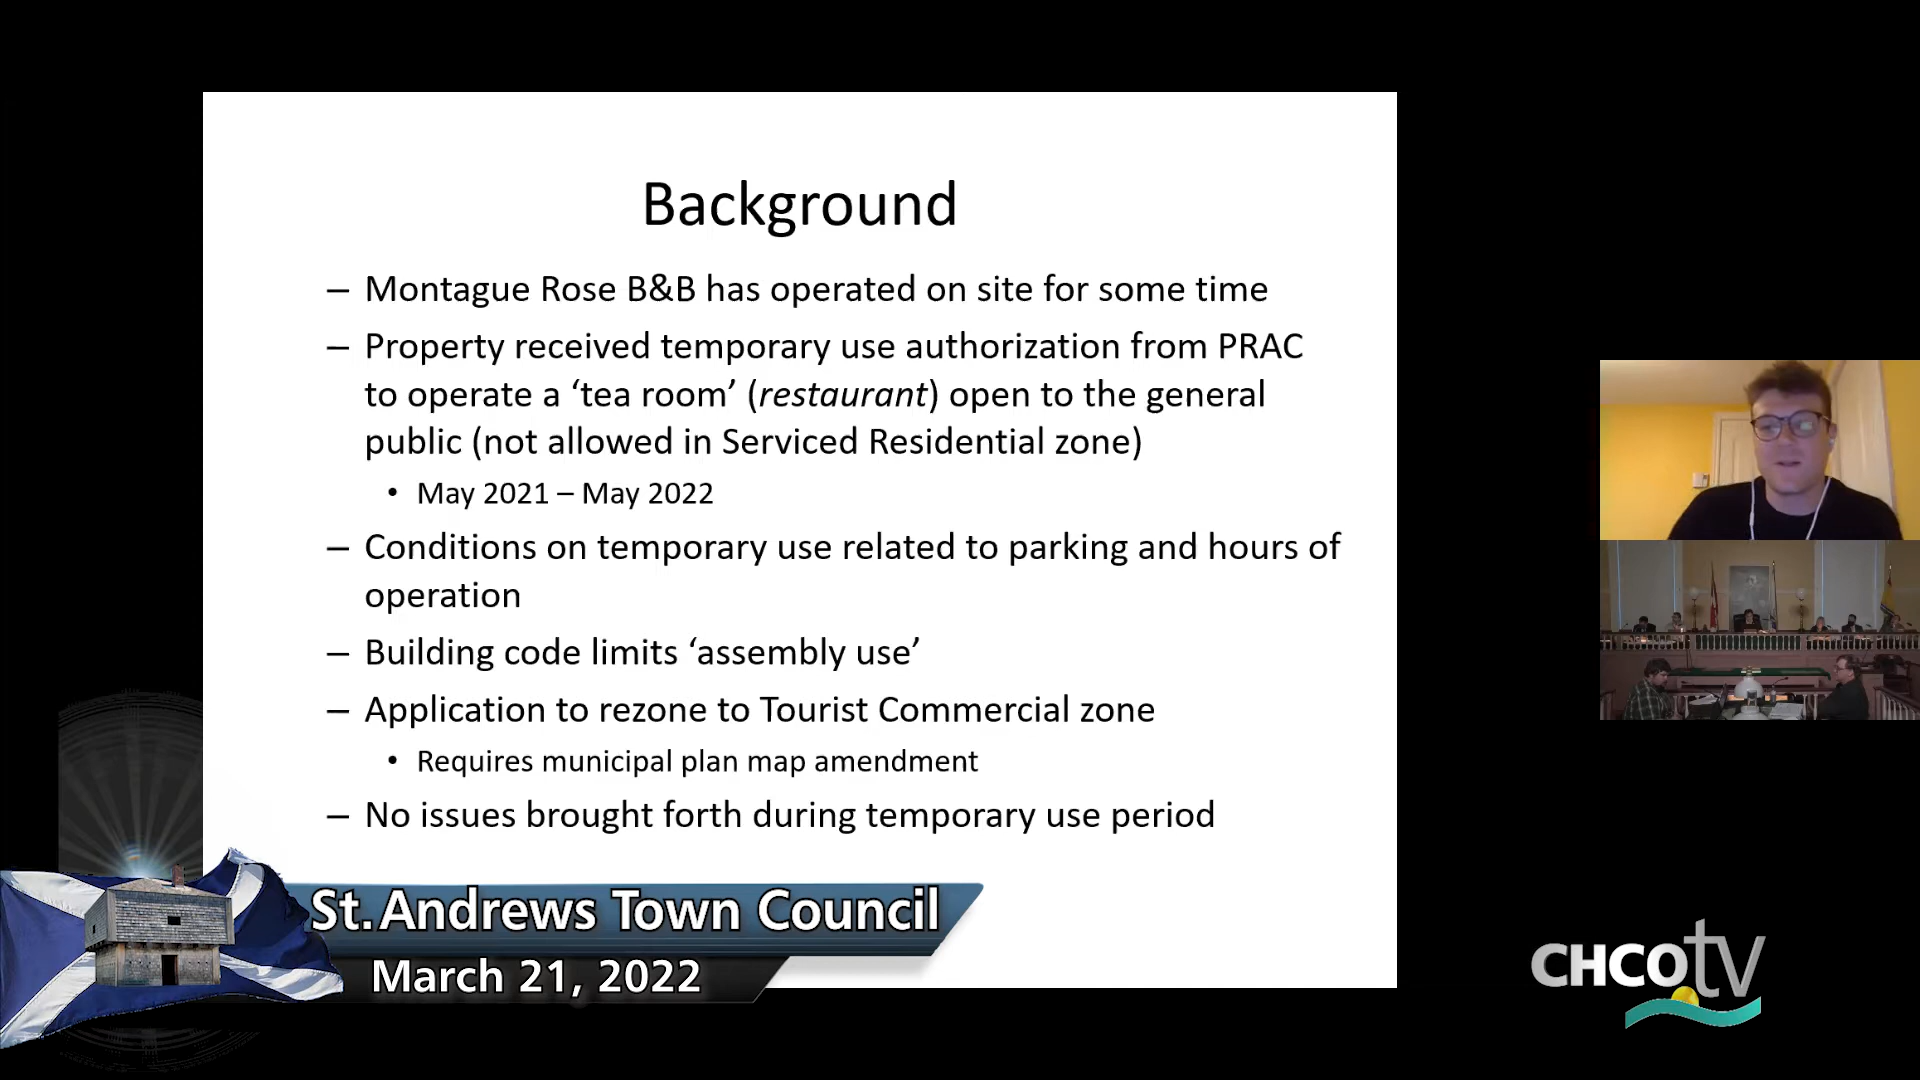 Background
– Montague Rose B&B has operated on site for some time
– Property received temporary use authorization from PRAC
to operate a ‘tea room’ (restaurant) open to the general
public (not allowed in Serviced Residential zone)
• May 2021 – May 2022
– Conditions on temporary use related to parking and hours of
operation
– Building code limits ‘assembly use’
– Application to rezone to Tourist Commercial zone
• Requires municipal plan map amendment
– No issues brought forth during temporary use period
St. Andrews Town Council
March 21, 2022
CHCO.tv